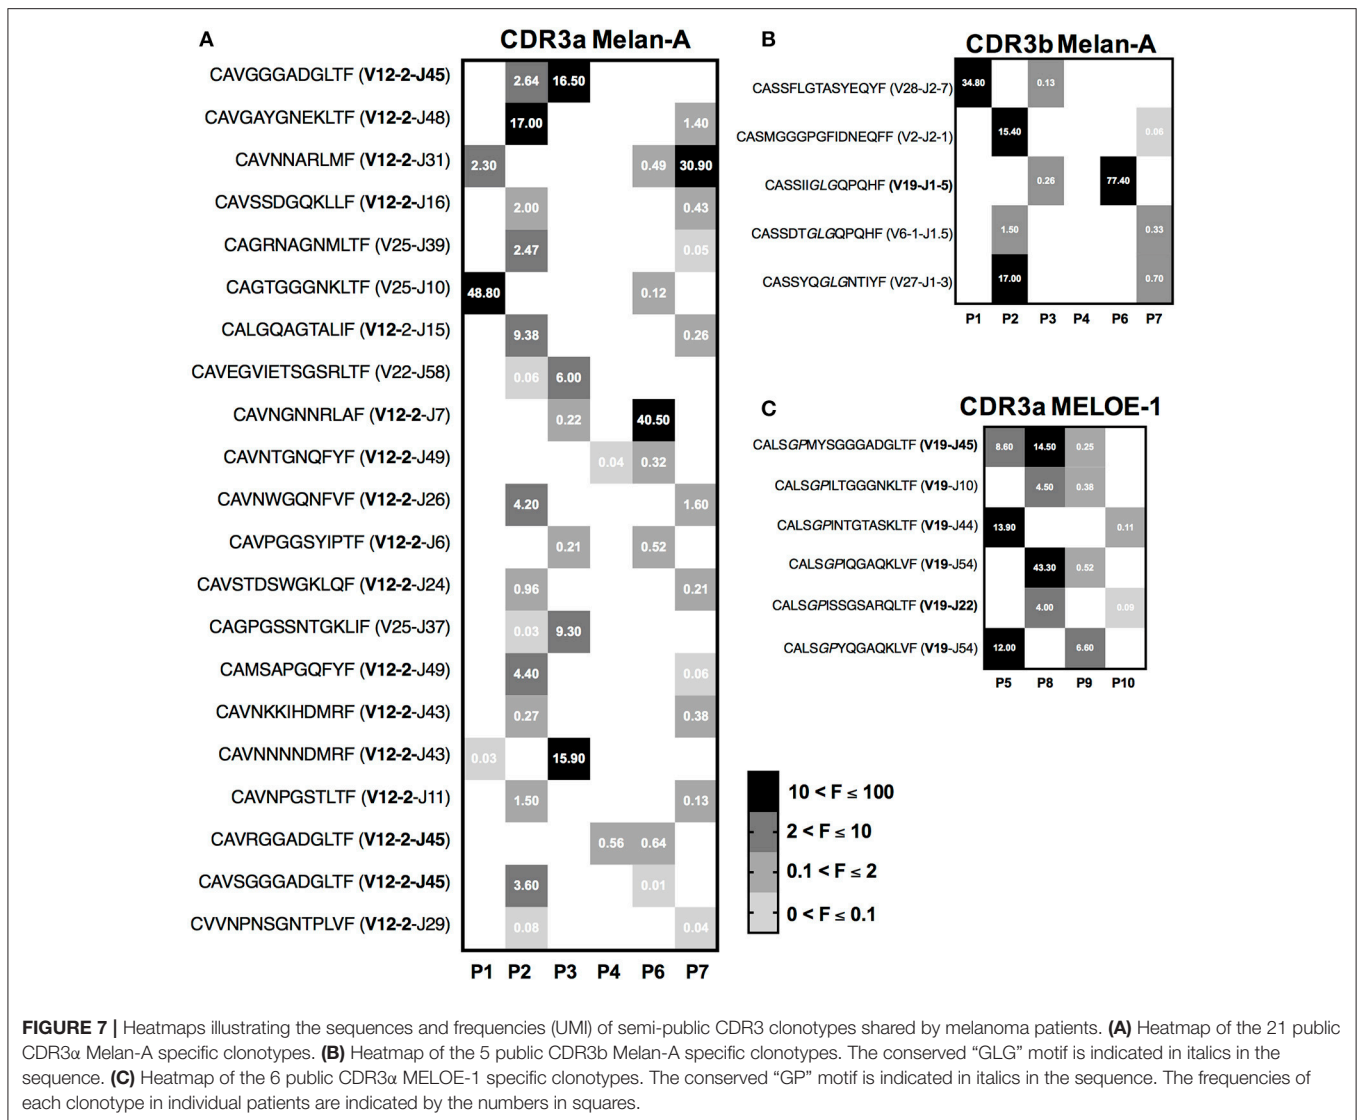 A
CDR3a Melan-A
CAVGGGADGLTF (V12-2-J45) 2.64 16.50
CAVGAYGNEKLTF (V12-2-J48) 17.00 1.40
CAVNNARLMF (V12-2-J31) 2.30 0.49 30.90
CAVSSDGQKLLF (V12-2-J16) 2.00 0.43
CAGRNAGNMLTF (V25-J39) 2.47 0.05
CAGTGGGNKLTF (V25-J10) 48.80 0.12
CALGQAGTALIF (V12-2-J15) 9.38 0.26
CAVEGVIETSGSRLTF (V22-J58) 0.06 6.00
CAVNGNNRLAF (V12-2-J7) 0.22 40.50
CAVNTGNQFYF (V12-2-J49) 0.04 0.32
CAVNWGQNFVF (V12-2-J26) 4.20 1.60
CAVPGGSYIPTF (V12-2-J6) 0.21 0.52
CAVSTDSWGKLQF (V12-2-J24) 0.96 0.21
CAGPGSSNTGKLIF (V25-J37) 0.03 9.30
CAMSAPGQFYF (V12-2-J49) 4.40 0.06
CAVNKKIHDMRF (V12-2-J43) 0.27 0.38
CAVNNNNDMRF (V12-2-J43) 0.03 15.90
CAVNPGSTLTF (V12-2-J11) 1.50 0.13
CAVRGGADGLTF (V12-2-J45) 0.56 0.64
CAVSGGGADGLTF (V12-2-J45) 3.60 0.01
CVVNPNSGNTPLVF (V12-2-J29) 0.08 0.04
P1 P2 P3 P4 P6 P7
B
CDR3b Melan-A
CASSFLGTASYEQYF (V28-J2-7) 34.80 0.13
CASMGGGPGFIDNEQFF (V2-J2-1) 15.40 0.06
CASSIIGLGQPQHF (V19-J1-5) 0.26 77.40
CASSDTGLGQPQHF (V6-1-J1.5) 1.50 0.33
CASSYQGLGNTIYF (V27-J1-3) 17.00 0.70
P1 P2 P3 P4 P6 P7
C
CDR3a MELOE-1
CALSGPMYSGGGADGLTF (V19-J45) 8.60 14.50 0.25
CALSGPILTGGGNKLTF (V19-J10) 4.50 0.38
CALSGPINTGTASKLTF (V19-J44) 13.90 0.11
CALSGPIQGAQKLVF (V19-J54) 43.30 0.52
CALSGPISSGSARQLTF (V19-J22) 4.00 0.09
CALSGPYQGAQKLVF (V19-J54) 12.00 6.60
P5 P8 P9 P10
10 < F ≤ 100
2 < F ≤ 10
0.1 < F ≤ 2
0 < F ≤ 0.1
FIGURE 7 | Heatmaps illustrating the sequences and frequencies (UMI) of semi-public CDR3 clonotypes shared by melanoma patients. (A) Heatmap of the 21 public
CDR3α Melan-A specific clonotypes. (B) Heatmap of the 5 public CDR3b Melan-A specific clonotypes. The conserved “GLG” motif is indicated in italics in the
sequence. (C) Heatmap of the 6 public CDR3α MELOE-1 specific clonotypes. The conserved “GP” motif is indicated in italics in the sequence. The frequencies of
each clonotype in individual patients are indicated by the numbers in squares.